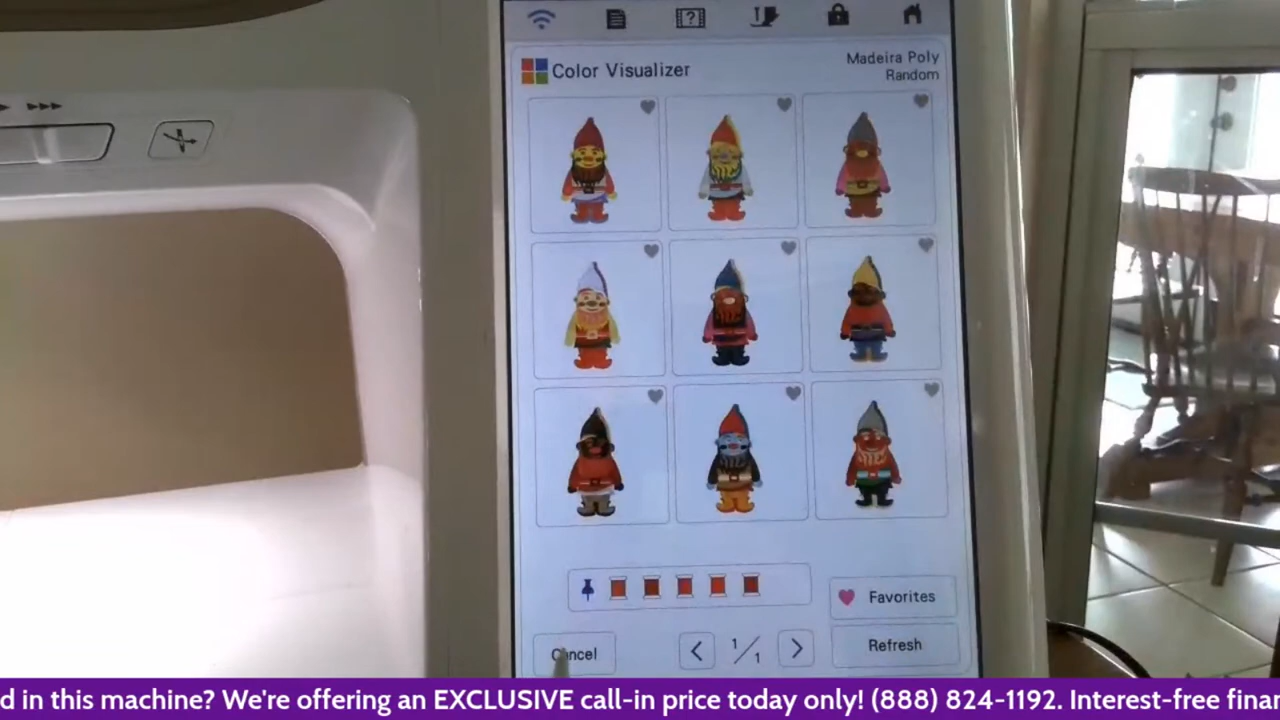 Color Visualizer
Madeira Poly
Random
Favorites
Cancel
1/1
Refresh
d in this machine? We're offering an EXCLUSIVE call-in price today only! (888) 824-1192. Interest-free finan